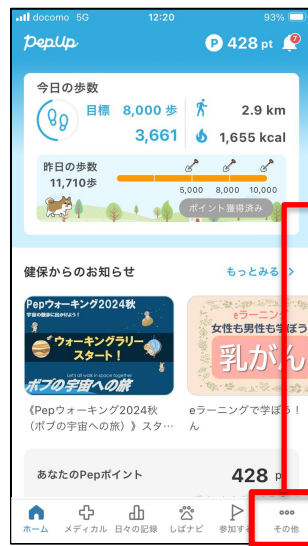 docomo 5G 12:20 93%
PepUp P 428 pt
今日の歩数
目標 8,000 歩 2.9 km
3,661 1,655 kcal
昨日の歩数
11,710歩
5,000 8,000 10,000
ポイント獲得済み
健保からのお知らせ もっとみる
Pepウォーキング2024秋
ウォーキングラリー
スタート！
Let's all walk in space together
ボブの宇宙への旅
eラーニング
女性も男性も学ぼう
乳がん
《Pepウォーキング2024秋
（ボブの宇宙への旅）》スタ…
eラーニングで学ぼう！
ん
あなたのPepポイント 428 p
ホーム メディカル 日々の記録 しばナビ 参加する その他